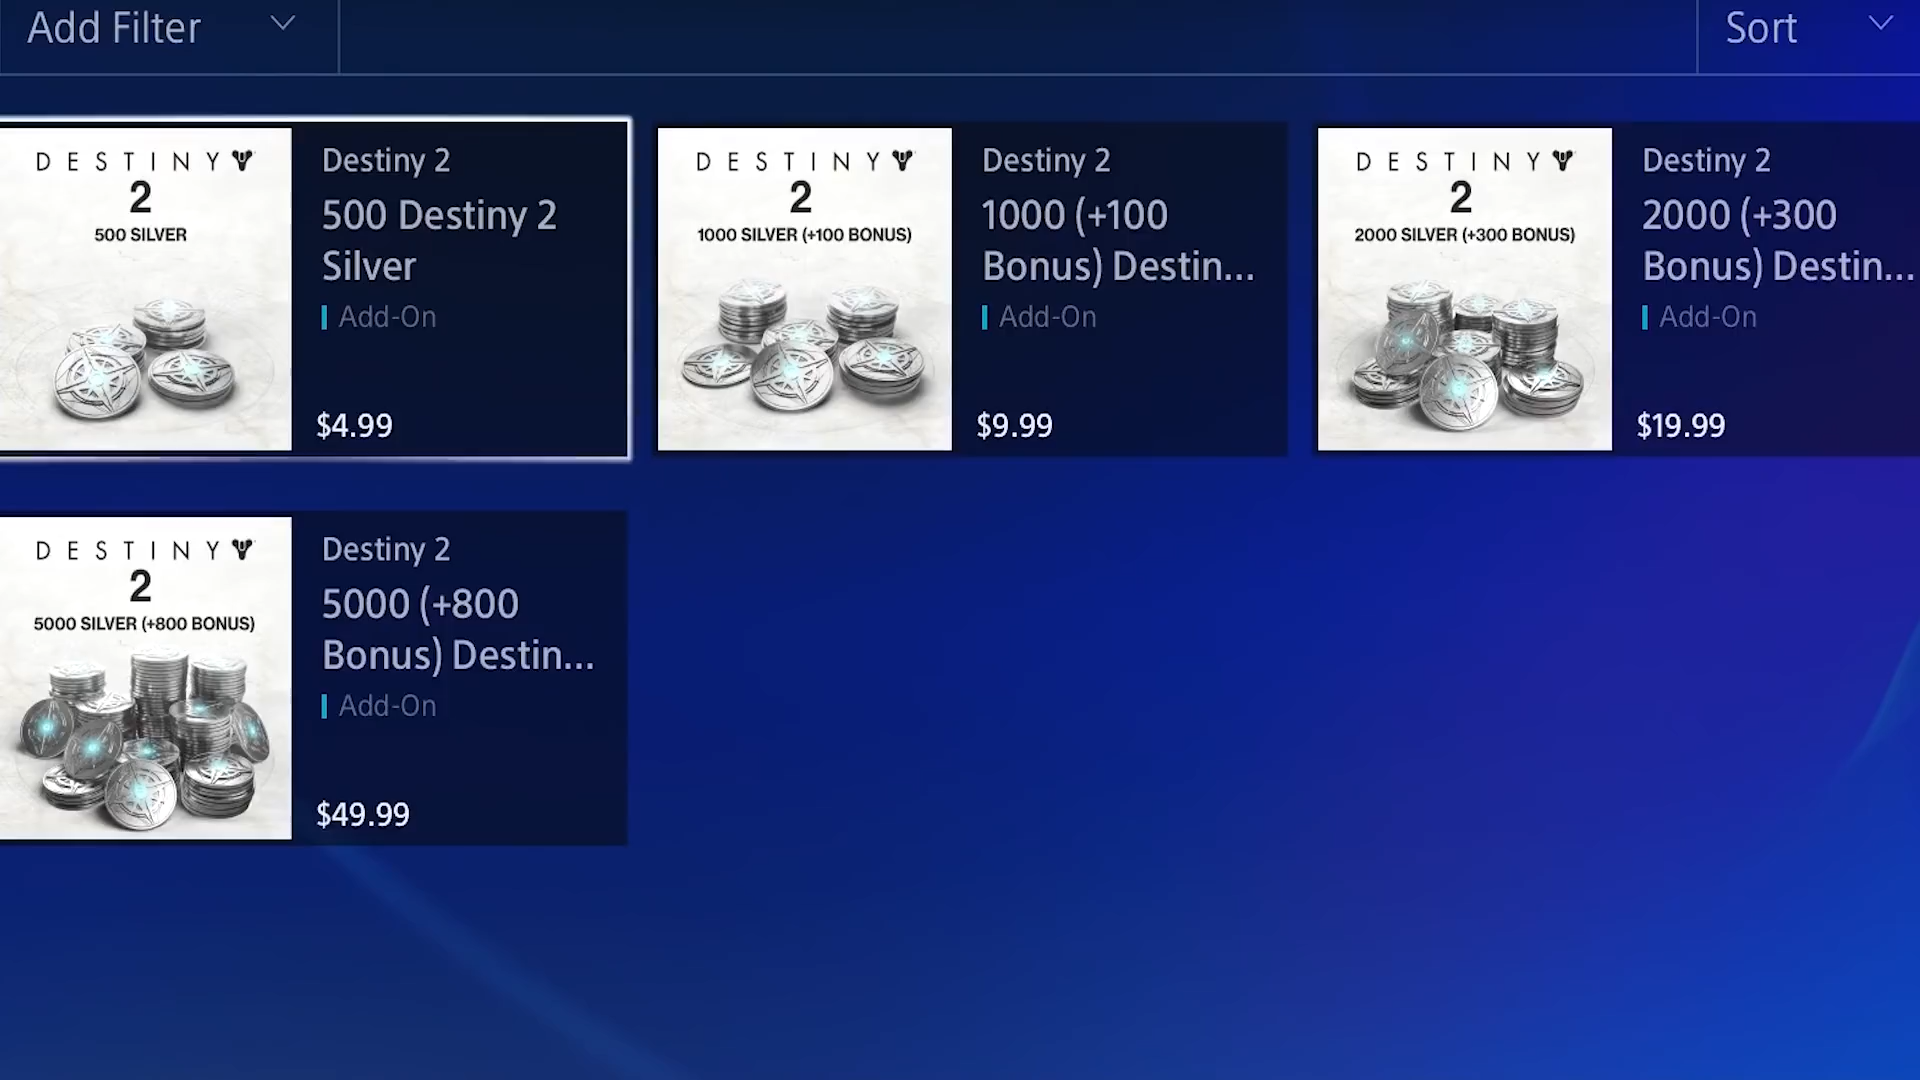 Add Filter
Sort
DESTINY
2
500 SILVER
Destiny 2
500 Destiny 2
Silver
Add-On
$4.99
DESTINY
2
1000 SILVER (+100 BONUS)
Destiny 2
1000 (+100
Bonus) Destin...
Add-On
$9.99
DESTINY
2
2000 SILVER (+300 BONUS)
Destiny 2
2000 (+300
Bonus) Destin...
Add-On
$19.99
DESTINY
2
5000 SILVER (+800 BONUS)
Destiny 2
5000 (+800
Bonus) Destin...
Add-On
$49.99